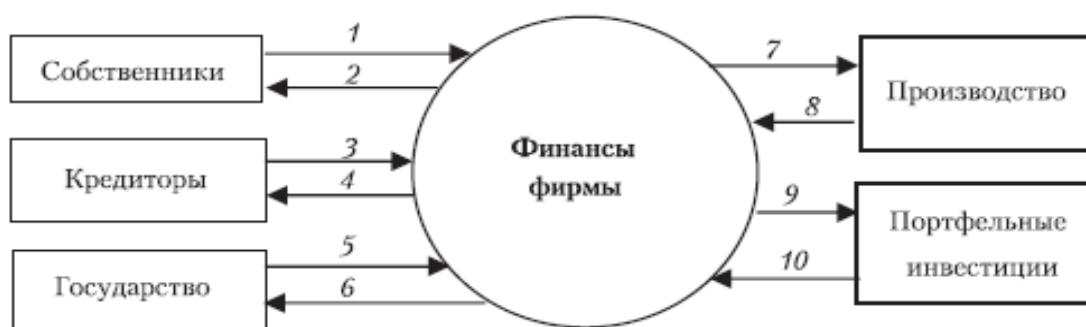 1
Собственники
2
3
Кредиторы
4
5
Государство
6
Финансы
фирмы
7
Производство
8
9
Портфельные
инвестиции
10